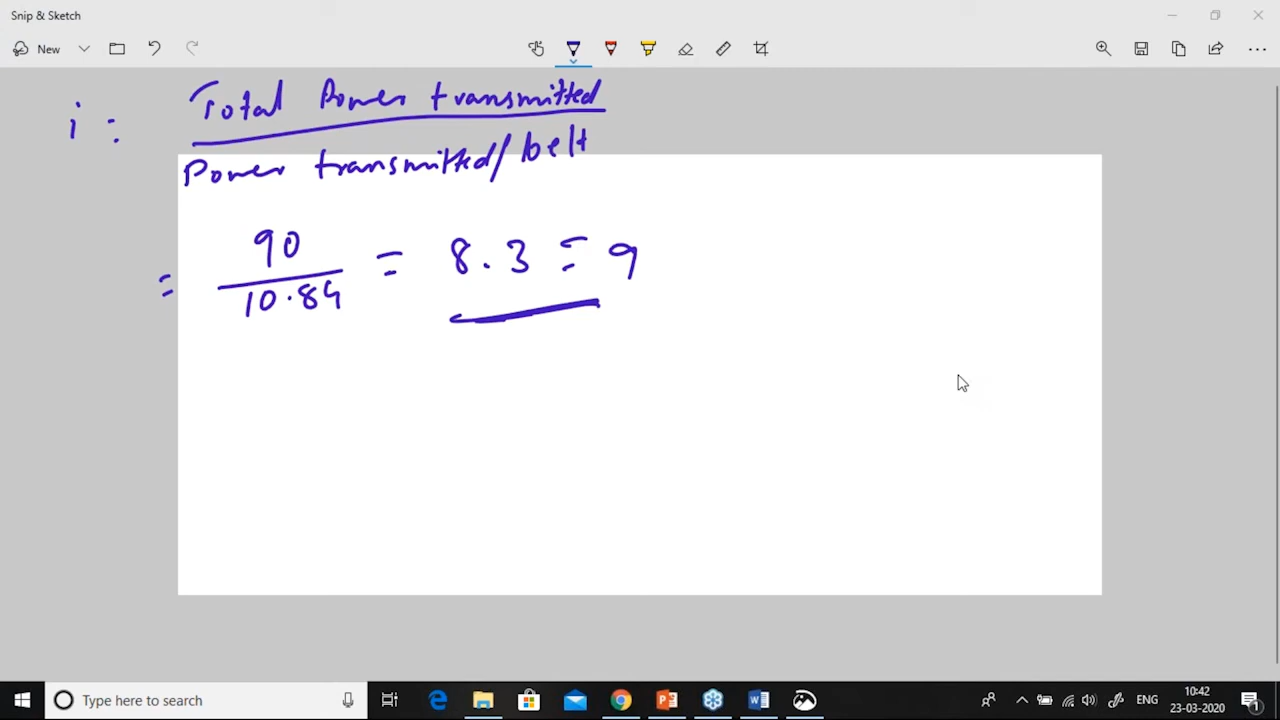 Snip & Sketch
New
i = Total Power transmitted
Power transmitted/belt
= 90 / 10.84 = 8.3 = 9
Type here to search
ENG
10:42
23-03-2020
1